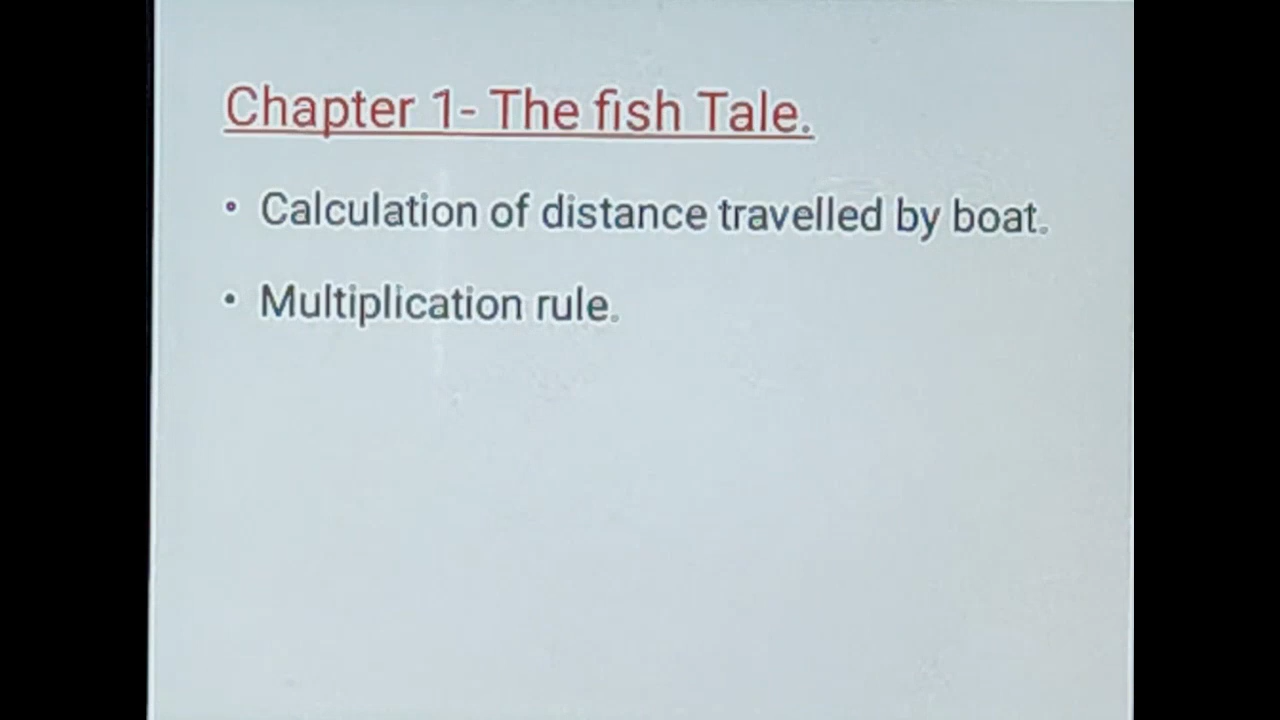 Chapter 1- The fish Tale.
• Calculation of distance travelled by boat.
• Multiplication rule.